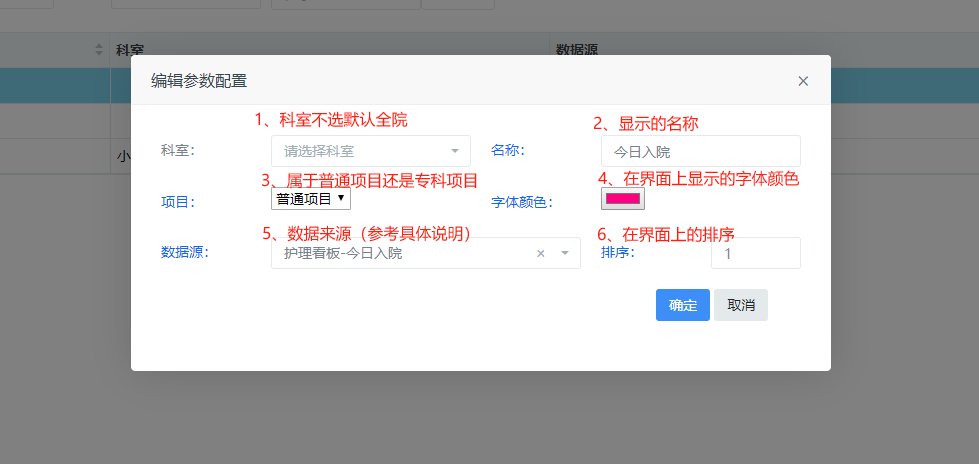 科室
数据源
编辑参数配置
×
1、科室不选默认全院
2、显示的名称
科室:
请选择科室
名称:
今日入院
3、属于普通项目还是专科项目
4、在界面上显示的字体颜色
项目:
普通项目
字体颜色:
5、数据来源（参考具体说明）
6、在界面上的排序
数据源:
护理看板-今日入院
×
排序:
1
确定
取消
小